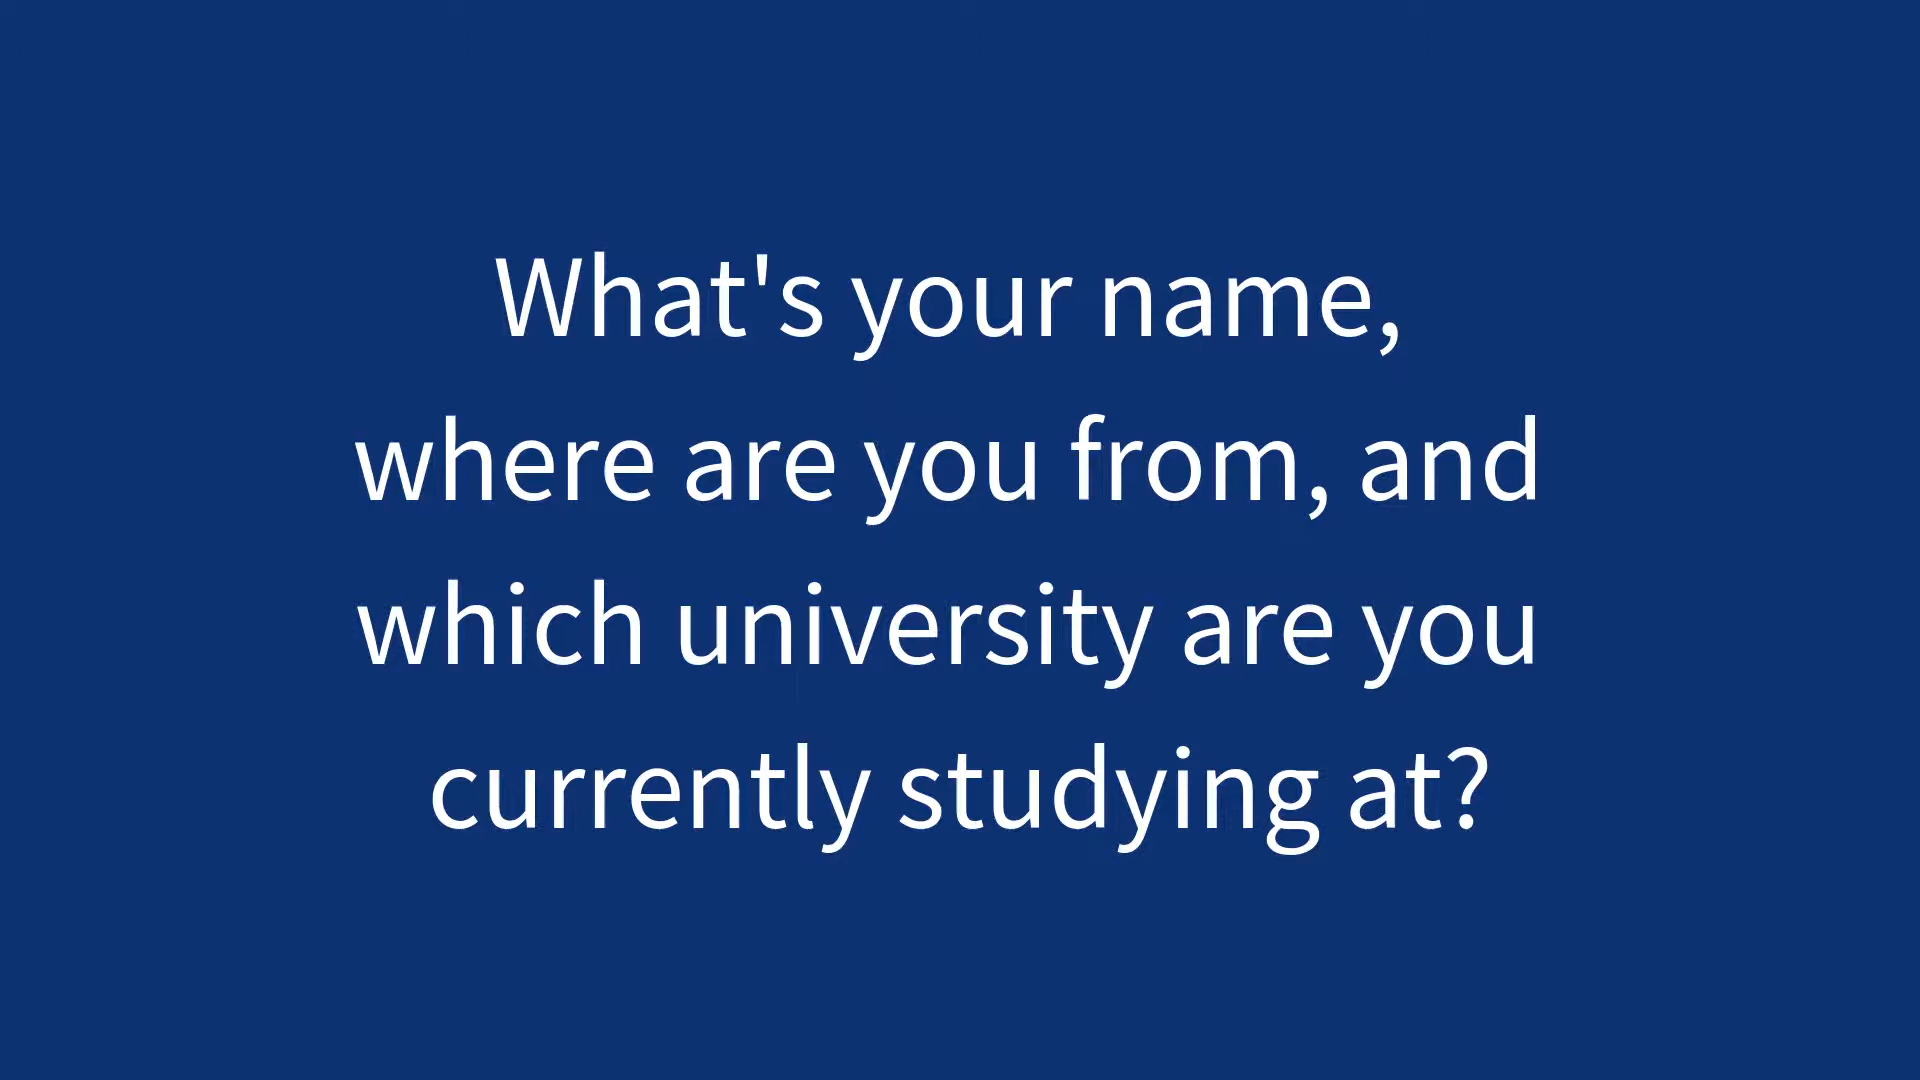 What's your name,
where are you from, and
which university are you
currently studying at?